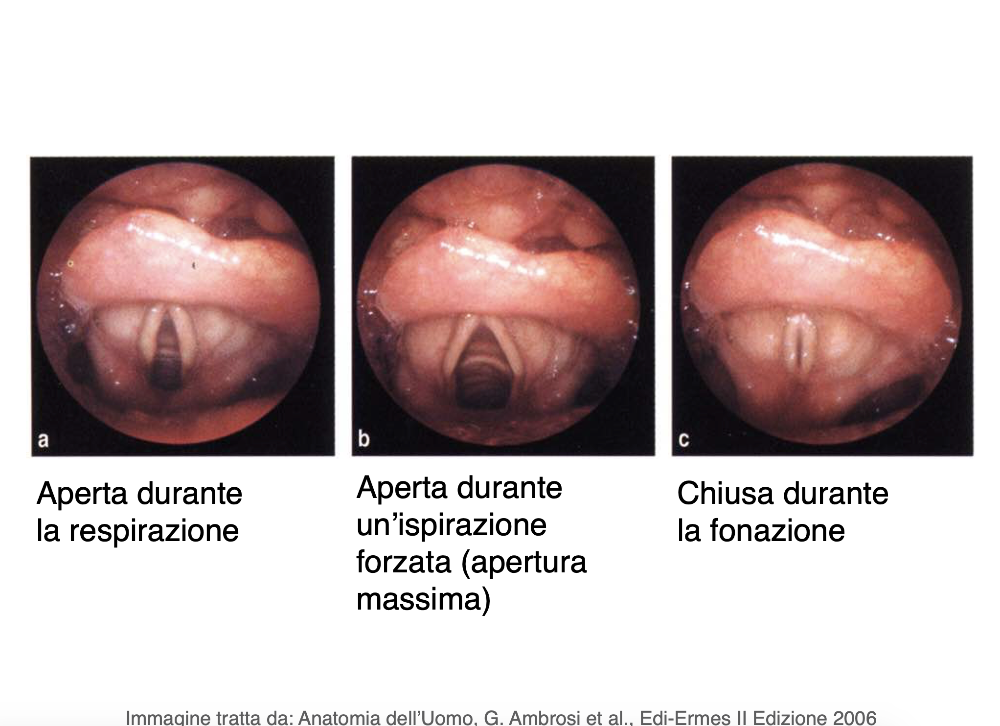 a
b
c
Aperta durante
la respirazione
Aperta durante
un’ispirazione
forzata (apertura
massima)
Chiusa durante
la fonazione
Immagine tratta da: Anatomia dell’Uomo, G. Ambrosi et al., Edi-Ermes II Edizione 2006